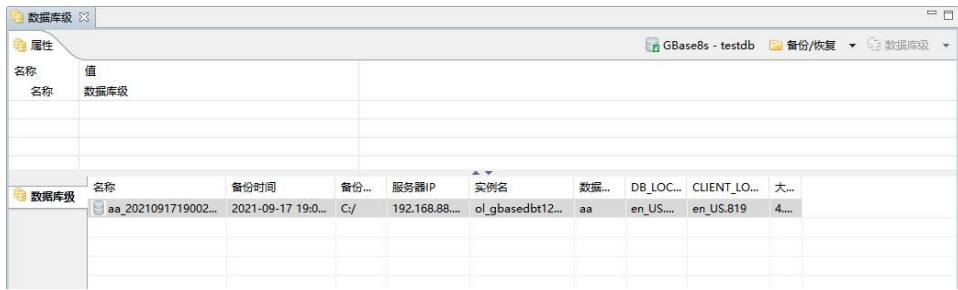 数据库级
属性 GBase8s - testdb 备份/恢复 数据库级
名称 值
名称 数据库级
数据库级
名称 备份时间 备份... 服务器IP 实例名 数据... DB_LOC... CLIENT_LO... 大...
aa_2021091719002... 2021-09-17 19:0... C:/ 192.168.88.... ol_gbasedbt12... aa en_US.... en_US.819 4....